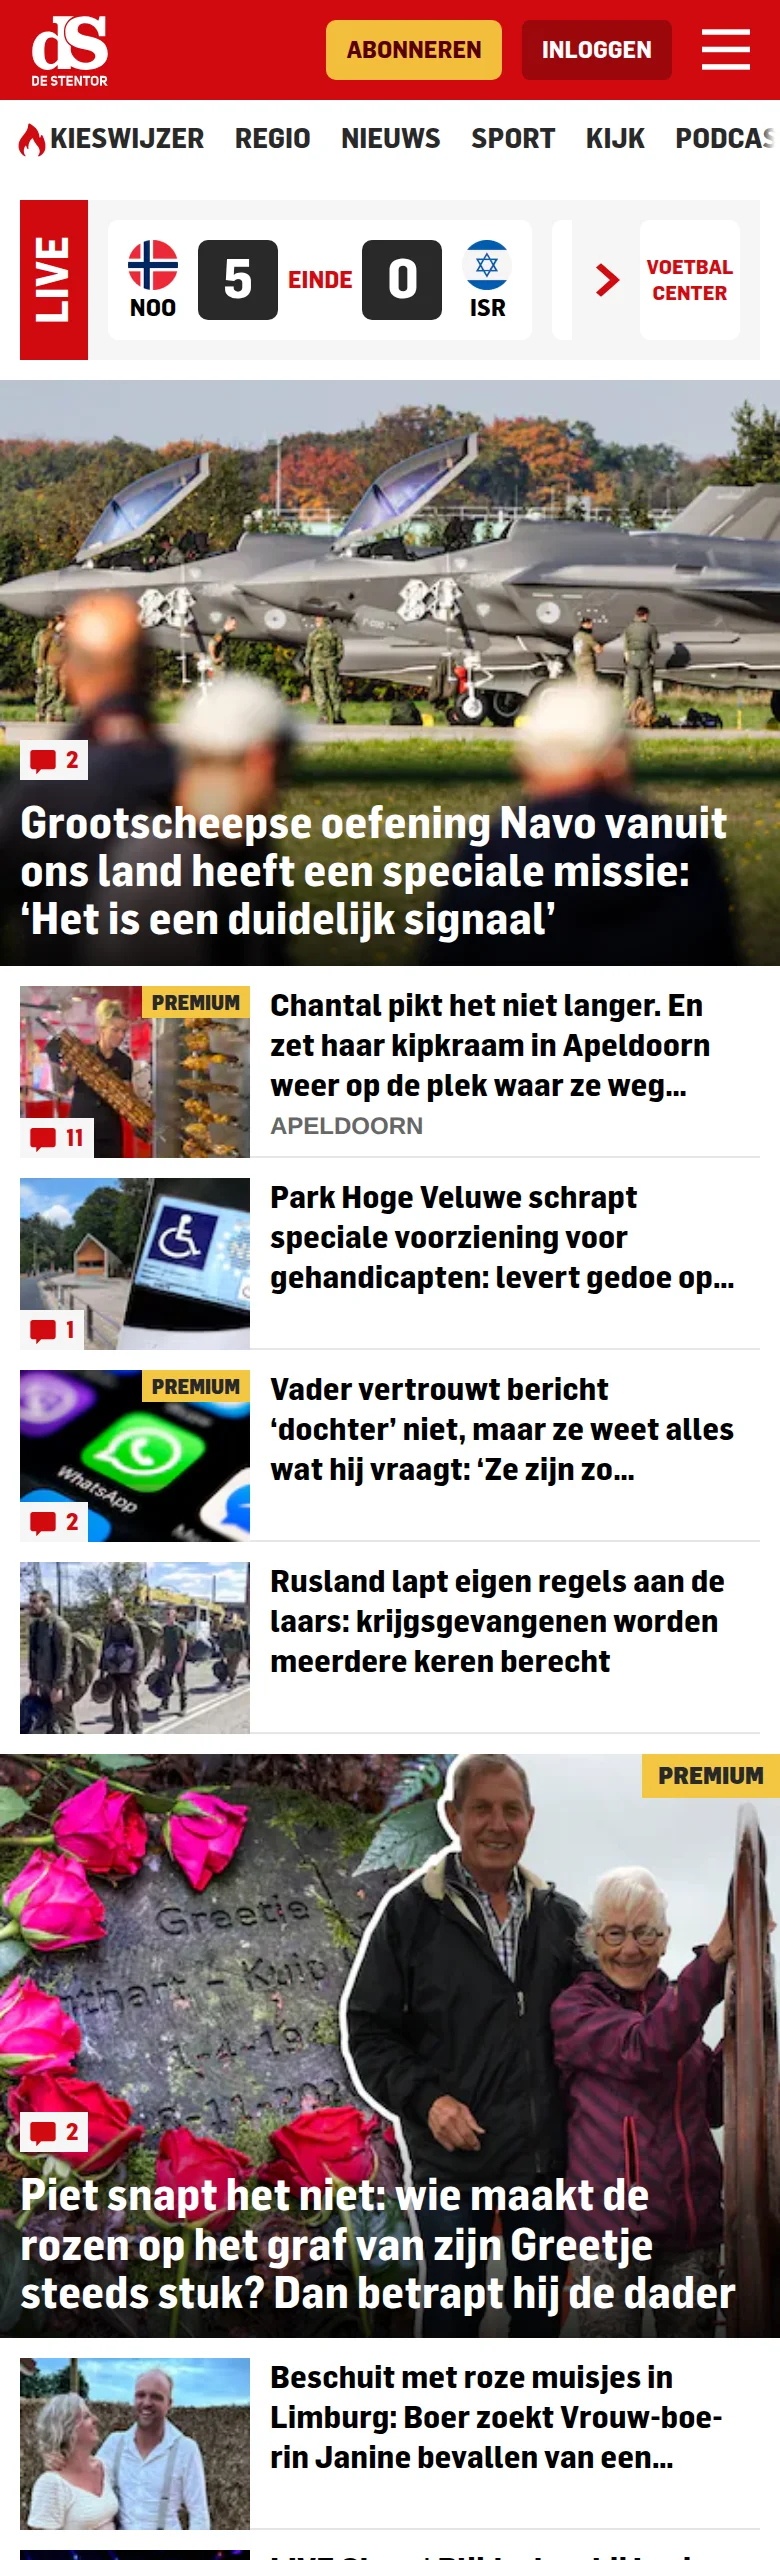 dS
DE STENTOR
ABONNEREN
INLOGGEN
KIESWIJZER REGIO NIEUWS SPORT KIJK PODCAS
LIVE
NOO
5
EINDE
0
ISR
VOETBAL
CENTER
2
Grootscheepse oefening Navo vanuit
ons land heeft een speciale missie:
‘Het is een duidelijk signaal’
PREMIUM
11
Chantal pikt het niet langer. En
zet haar kipkraam in Apeldoorn
weer op de plek waar ze weg...
APELDOORN
1
Park Hoge Veluwe schrapt
speciale voorziening voor
gehandicapten: levert gedoe op...
PREMIUM
WhatsApp
2
Vader vertrouwt bericht
‘dochter’ niet, maar ze weet alles
wat hij vraagt: ‘Ze zijn zo...
Rusland lapt eigen regels aan de
laars: krijgsgevangenen worden
meerdere keren berecht
PREMIUM
Greetje
Kuip
2
Piet snapt het niet: wie maakt de
rozen op het graf van zijn Greetje
steeds stuk? Dan betrapt hij de dader
Beschuit met roze muisjes in
Limburg: Boer zoekt Vrouw-boe-
rin Janine bevallen van een...